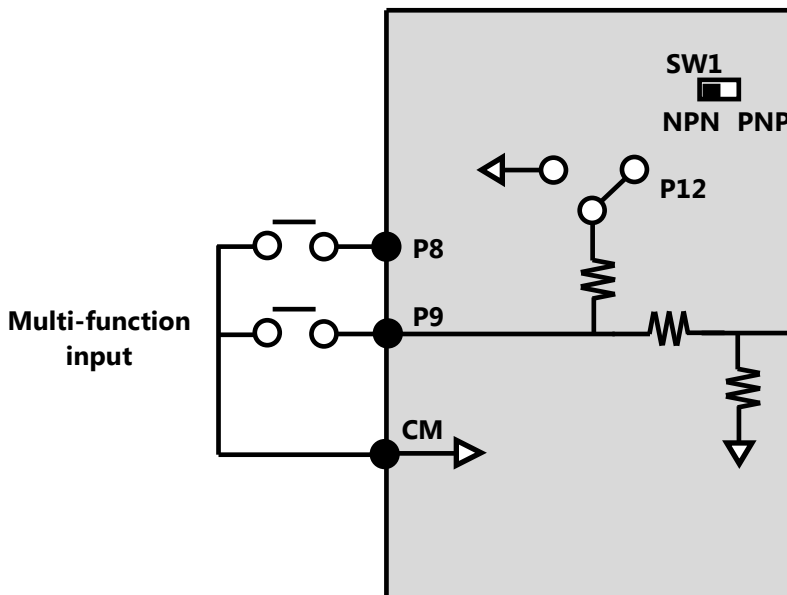 SW1
NPN PNP
P12
P8
P9
Multi-function
input
CM